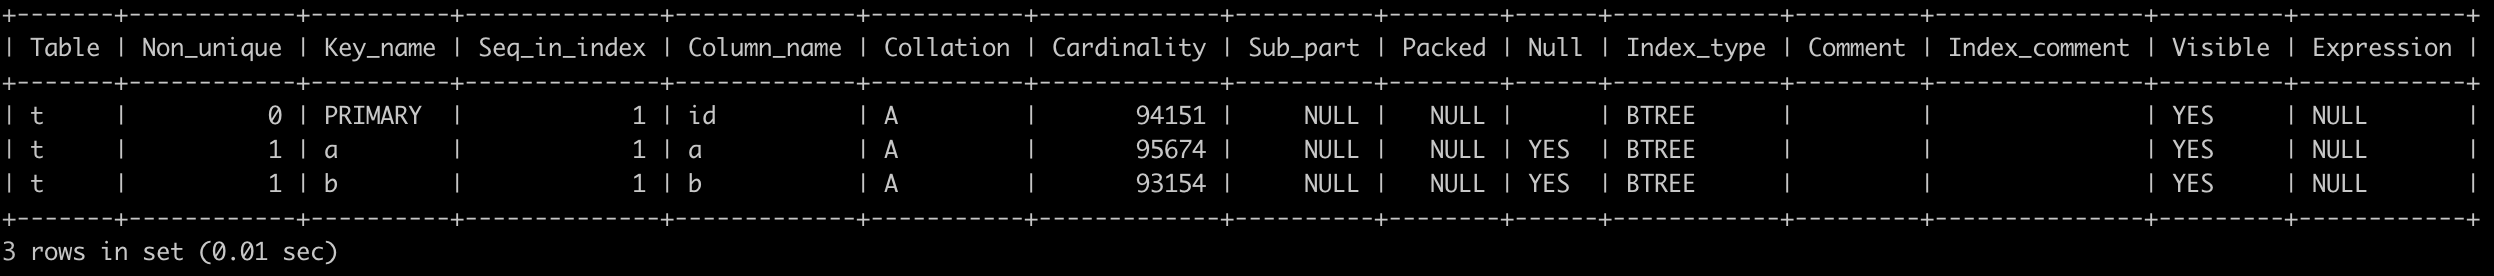 +-------+------------+----------+--------------+-------------+-----------+-------------+----------+--------+------+------------+---------+---------------+---------+------------+
| Table | Non_unique | Key_name | Seq_in_index | Column_name | Collation | Cardinality | Sub_part | Packed | Null | Index_type | Comment | Index_comment | Visible | Expression |
+-------+------------+----------+--------------+-------------+-----------+-------------+----------+--------+------+------------+---------+---------------+---------+------------+
| t     |          0 | PRIMARY  |            1 | id          | A         |       94151 |     NULL |   NULL |      | BTREE      |         |               | YES     | NULL       |
| t     |          1 | a        |            1 | a           | A         |       95674 |     NULL |   NULL | YES  | BTREE      |         |               | YES     | NULL       |
| t     |          1 | b        |            1 | b           | A         |       93154 |     NULL |   NULL | YES  | BTREE      |         |               | YES     | NULL       |
+-------+------------+----------+--------------+-------------+-----------+-------------+----------+--------+------+------------+---------+---------------+---------+------------+
3 rows in set (0.01 sec)